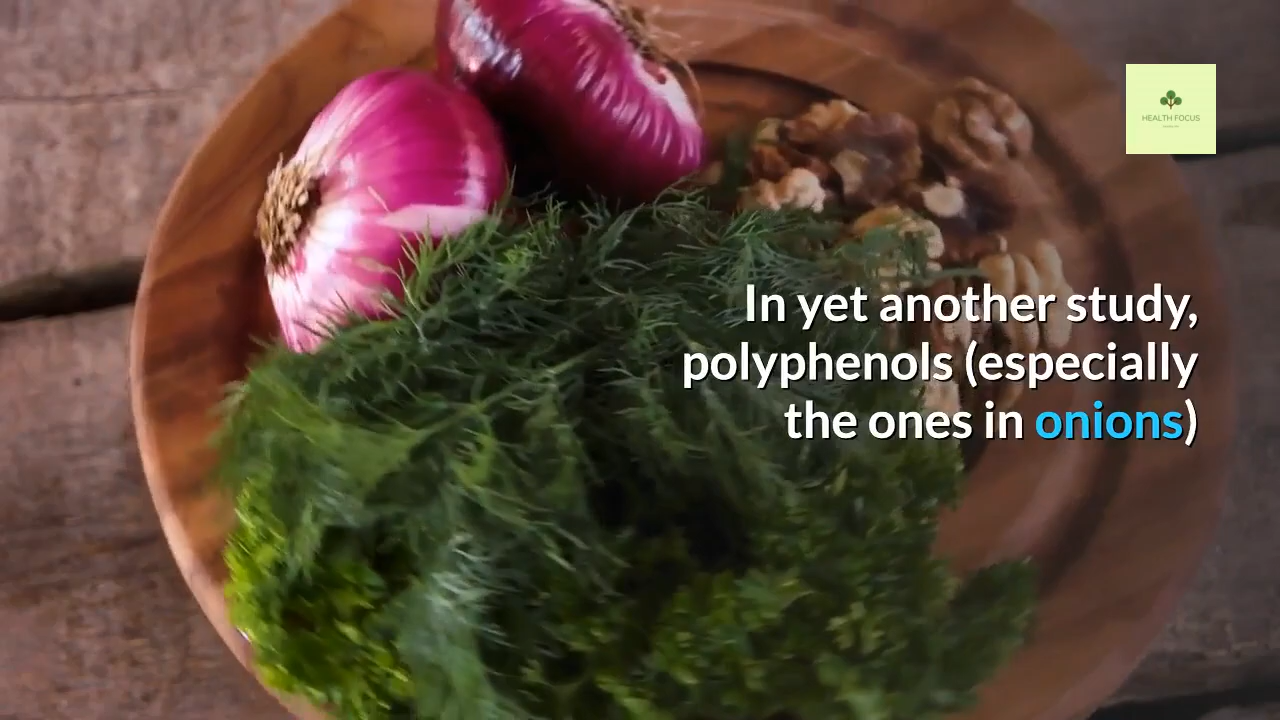 HEALTH FOCUS
In yet another study,
polyphenols (especially
the ones in onions)